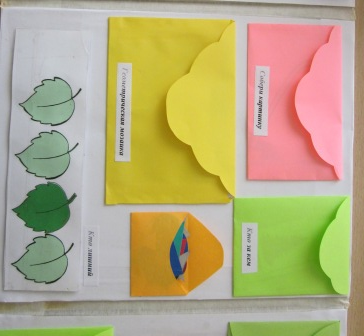 Геометрическая мозаика
Собери картинку
Кто лишний
Кто за кем